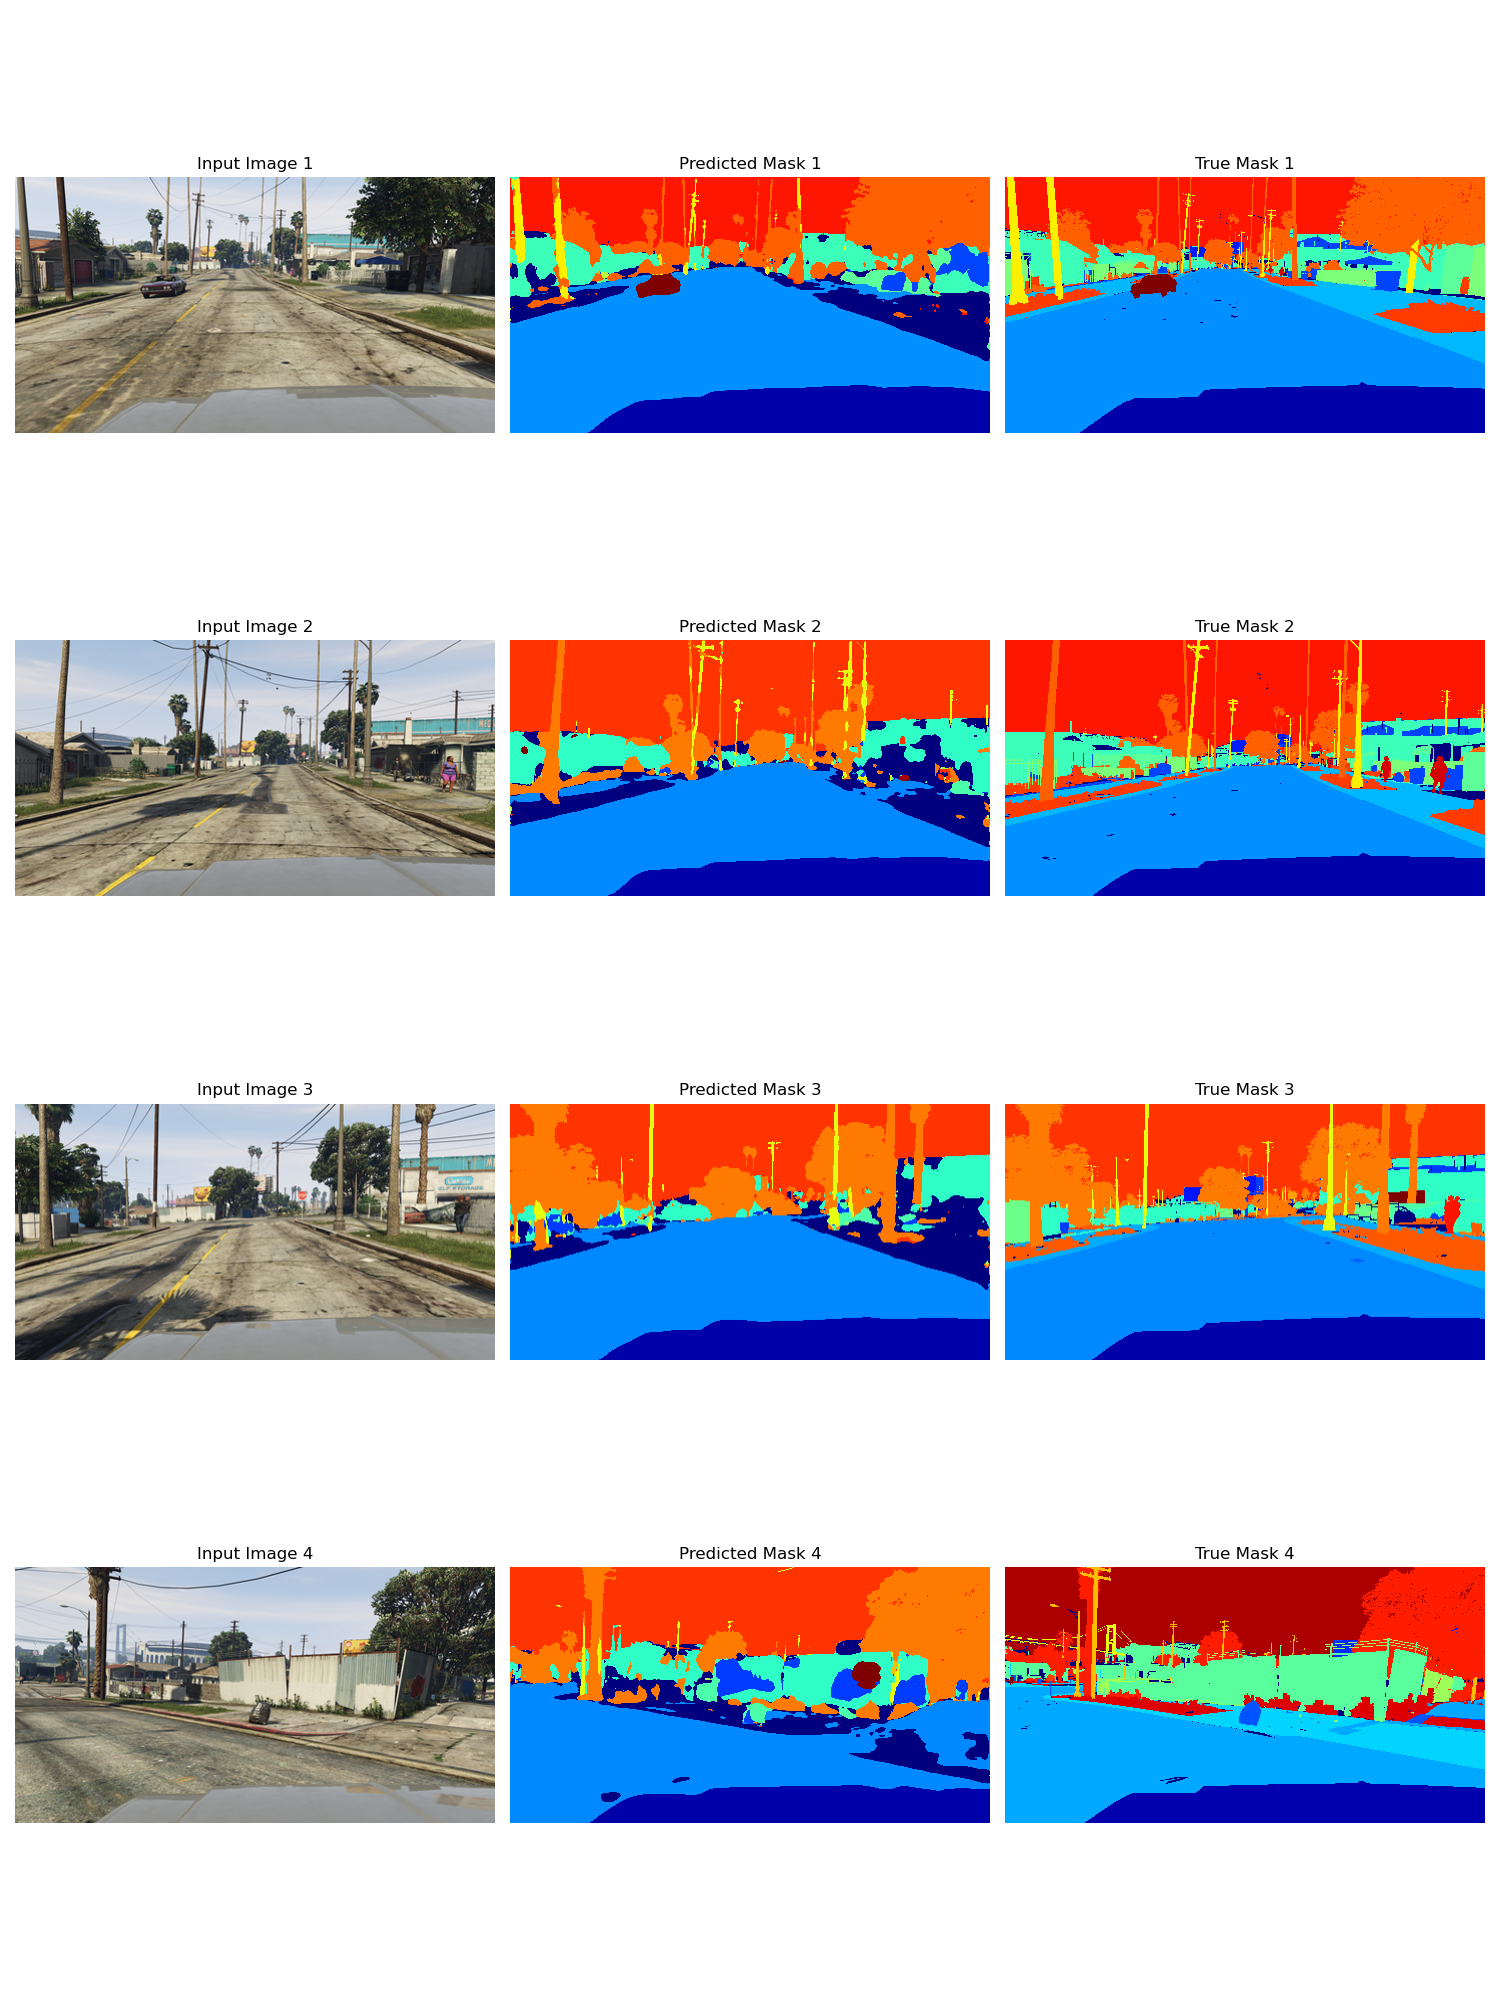 Input Image 1
Predicted Mask 1
True Mask 1
Input Image 2
Predicted Mask 2
True Mask 2
Input Image 3
Predicted Mask 3
True Mask 3
Input Image 4
Predicted Mask 4
True Mask 4